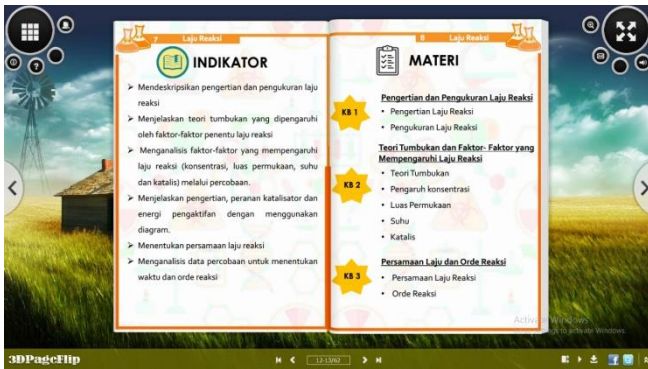 7 Laju Reaksi
INDIKATOR
➢ Mendeskripsikan pengertian dan pengukuran laju
reaksi
➢ Menjelaskan teori tumbukan yang dipengaruhi
oleh faktor-faktor penentu laju reaksi
➢ Menganalisis faktor-faktor yang mempengaruhi
laju reaksi (konsentrasi, luas permukaan, suhu
dan katalis) melalui percobaan.
➢ Menjelaskan pengertian, peranan katalisator dan
energi pengaktifan dengan menggunakan
diagram.
➢ Menentukan persamaan laju reaksi
➢ Menganalisis data percobaan untuk menentukan
waktu dan orde reaksi
8 Laju Reaksi
MATERI
KB 1
Pengertian dan Pengukuran Laju Reaksi
• Pengertian Laju Reaksi
• Pengukuran Laju Reaksi
KB 2
Teori Tumbukan dan Faktor- Faktor yang
Mempengaruhi Laju Reaksi
• Teori Tumbukan
• Pengaruh konsentrasi
• Luas Permukaan
• Suhu
• Katalis
KB 3
Persamaan Laju dan Orde Reaksi
• Persamaan Laju Reaksi
• Orde Reaksi
Activate Windows
to activate Windows.
3DPageFlip
12-13/62